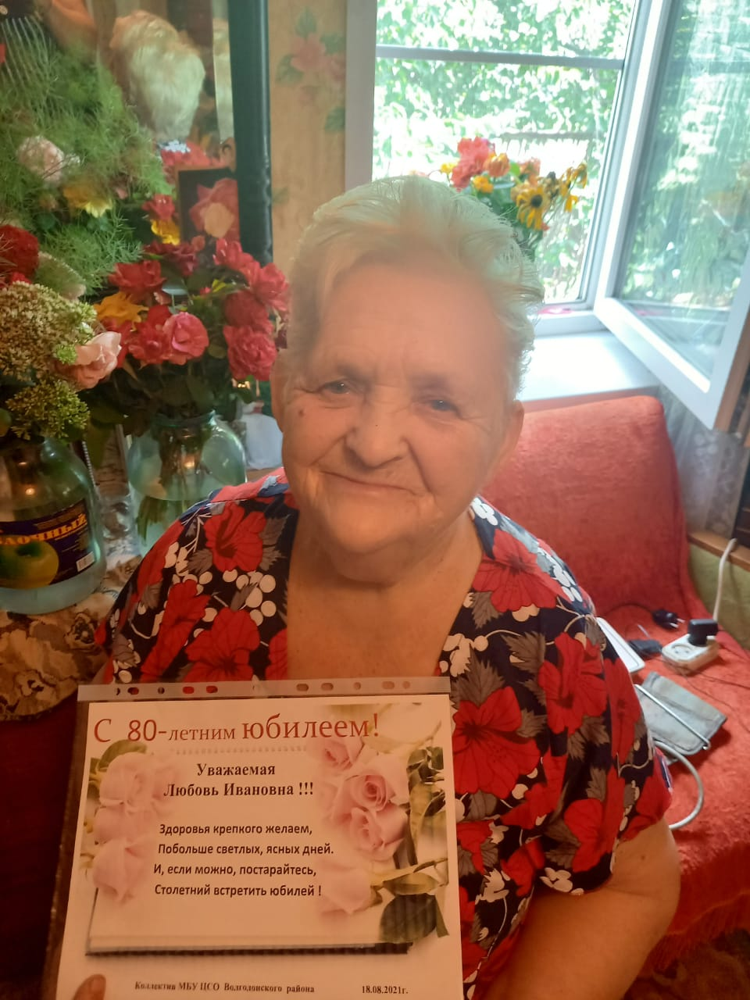 С 80-летним юбилеем!
Уважаемая
Любовь Ивановна !!!
Здоровья крепкого желаем,
Побольше светлых, ясных дней.
И, если можно, постарайтесь,
Столетний встретить юбилей !
Коллектив МБУ ЦСО Волгодонского района 18.08.2021г.